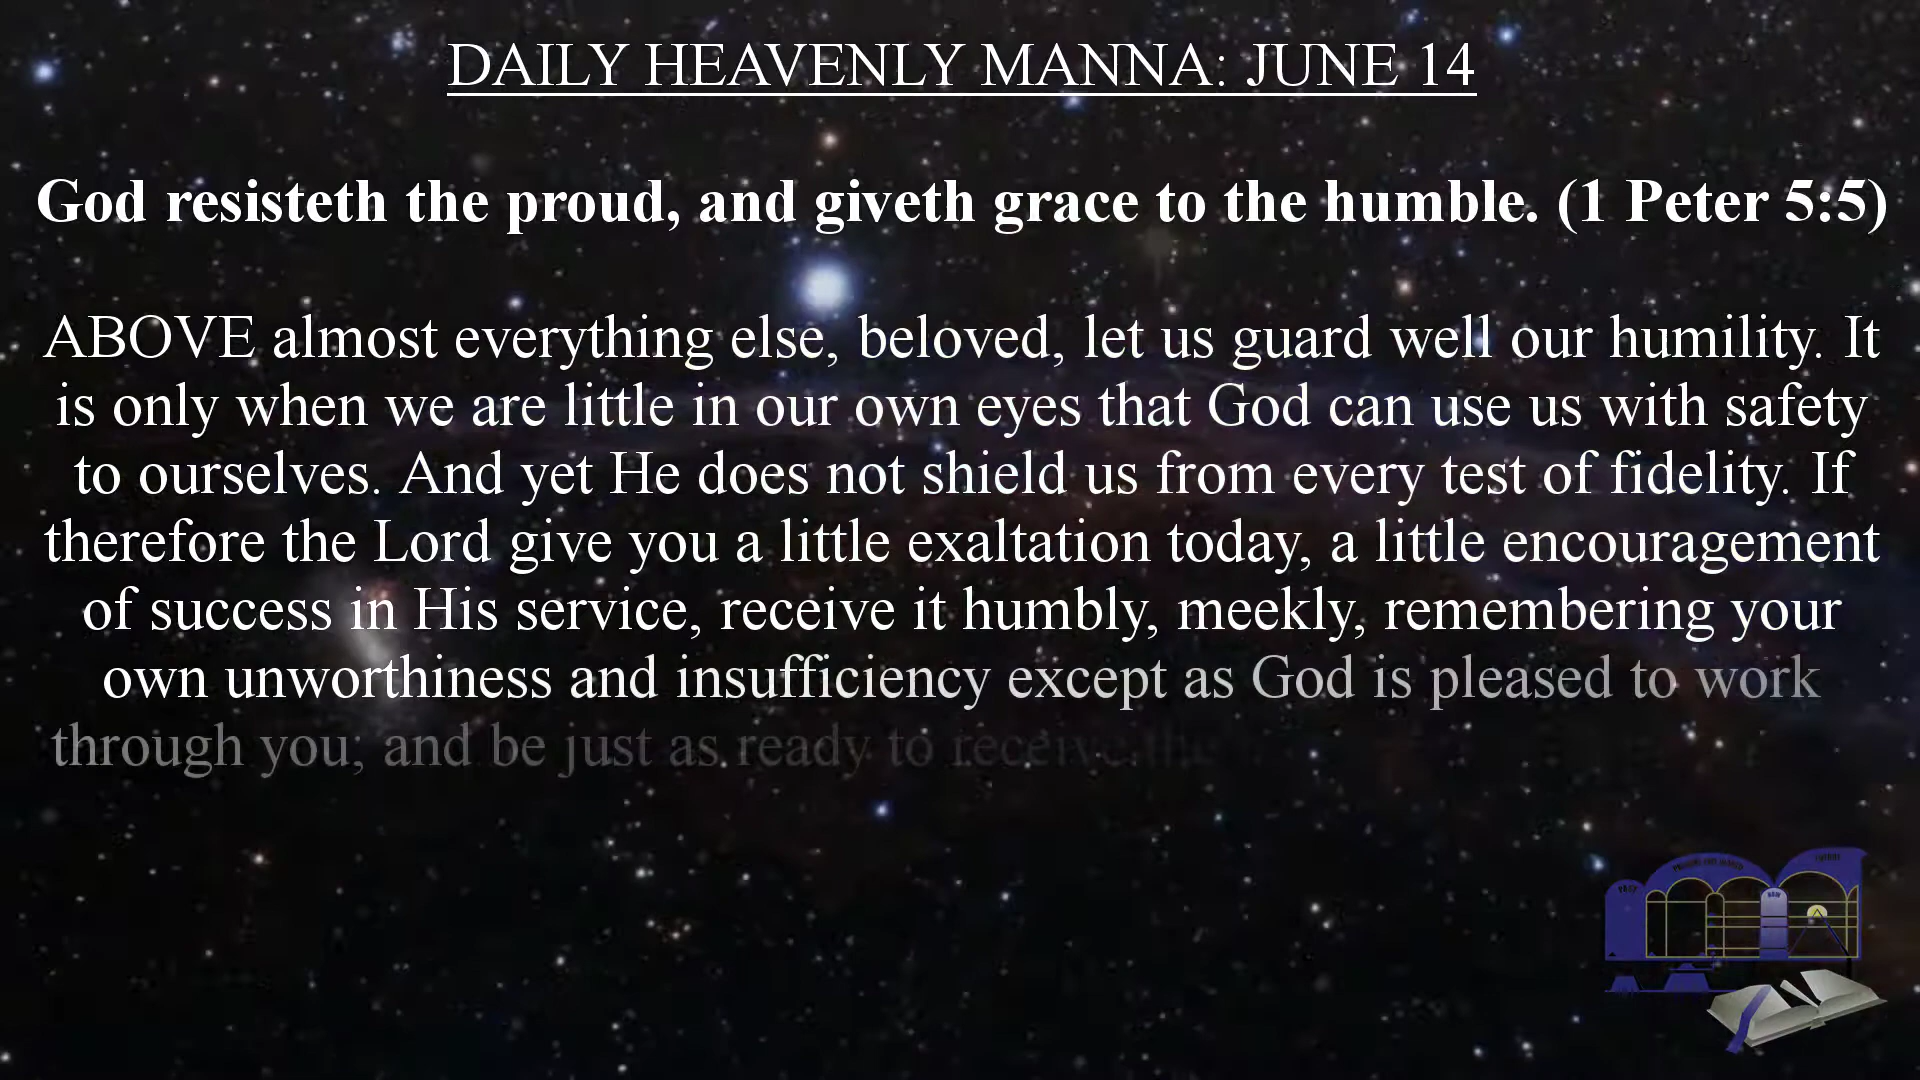 DAILY HEAVENLY MANNA: JUNE 14
God resisteth the proud, and giveth grace to the humble. (1 Peter 5:5)
ABOVE almost everything else, beloved, let us guard well our humility. It
is only when we are little in our own eyes that God can use us with safety
to ourselves. And yet He does not shield us from every test of fidelity. If
therefore the Lord give you a little exaltation today, a little encouragement
of success in His service, receive it humbly, meekly, remembering your
own unworthiness and insufficiency except as God is pleased to work
through you; and be just as ready to receive the
PAST
FUTURE